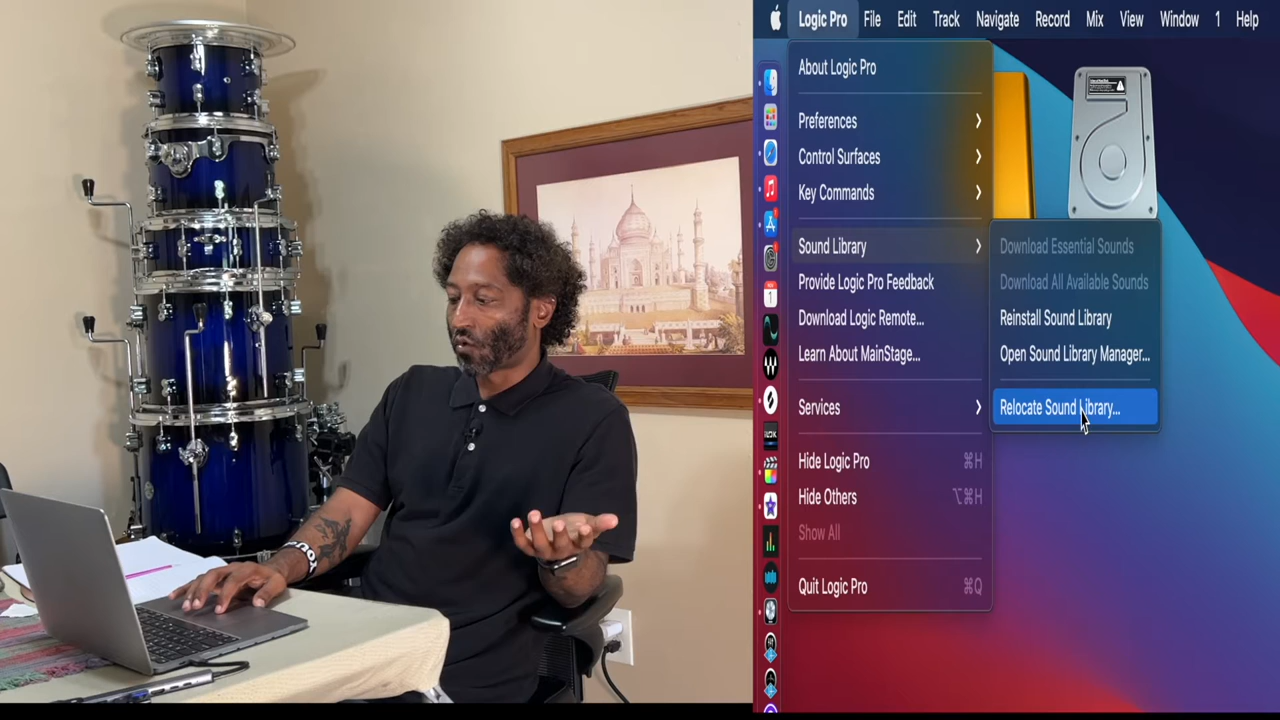 Logic Pro File Edit Track Navigate Record Mix View Window 1 Help
About Logic Pro
Preferences
Control Surfaces
Key Commands
Sound Library
Provide Logic Pro Feedback
Download Logic Remote...
Learn About MainStage...
Services
Hide Logic Pro ⌘H
Hide Others ⌥⌘H
Show All
Quit Logic Pro ⌘Q
Download Essential Sounds
Download All Available Sounds
Reinstall Sound Library
Open Sound Library Manager...
Relocate Sound Library...